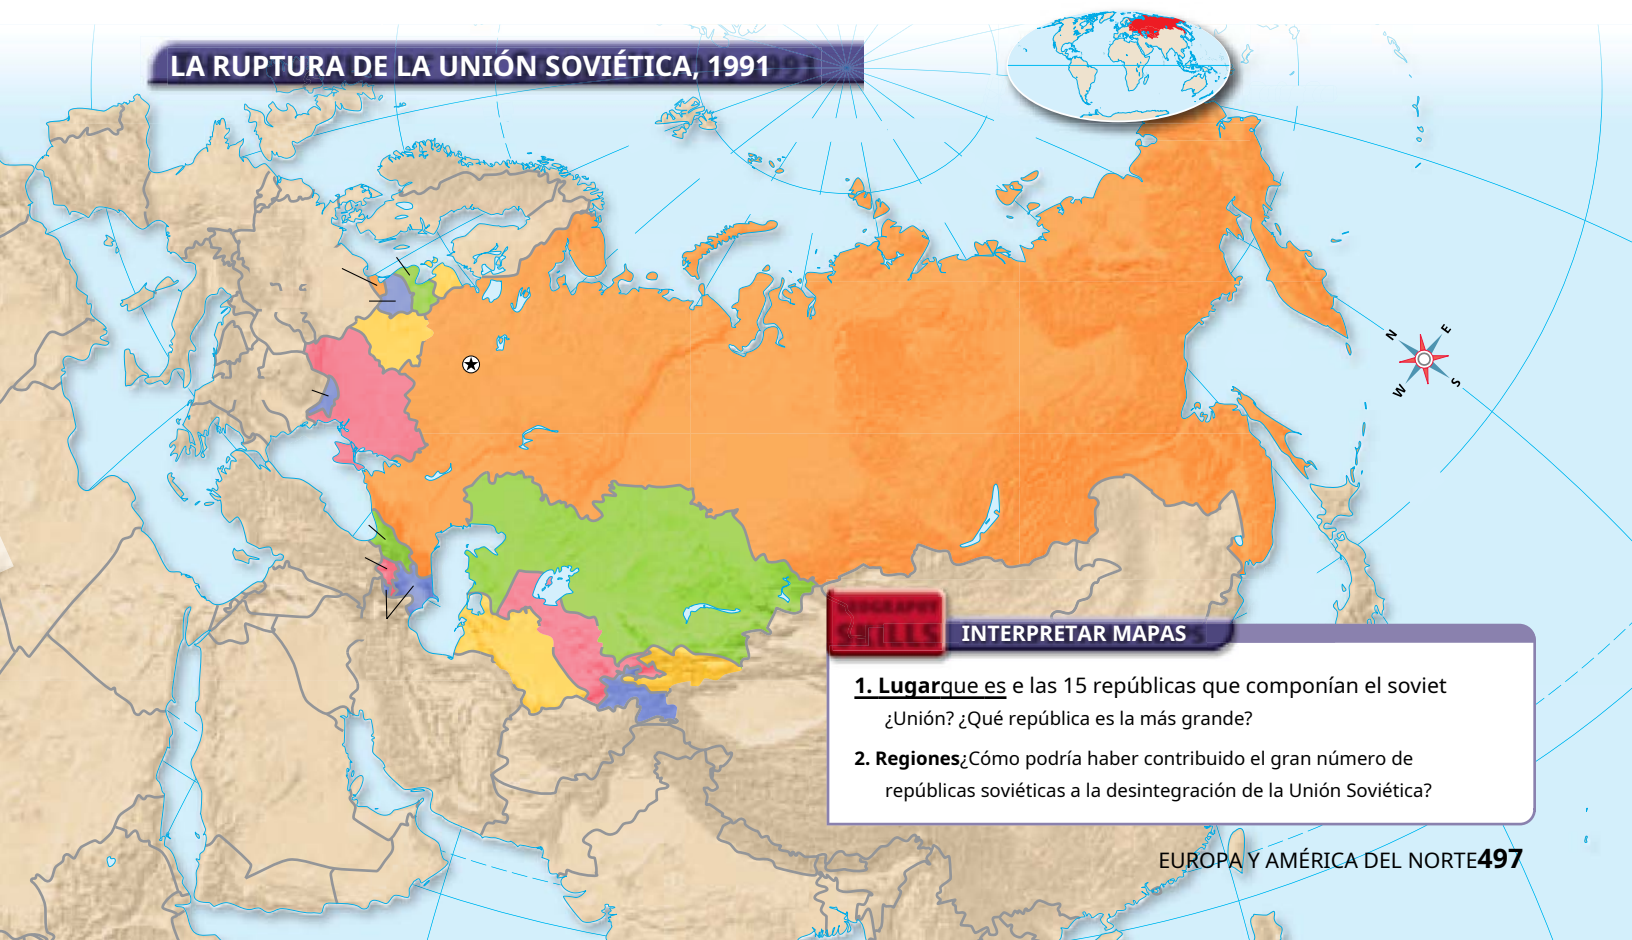 LA RUPTURA DE LA UNIÓN SOVIÉTICA, 1991
N
E
W
S
SKILLS
INTERPRETAR MAPAS
1. Lugarque es e las 15 repúblicas que componían el soviet
¿Unión? ¿Qué república es la más grande?
2. Regiones¿Cómo podría haber contribuido el gran número de
repúblicas soviéticas a la desintegración de la Unión Soviética?
EUROPA Y AMÉRICA DEL NORTE497